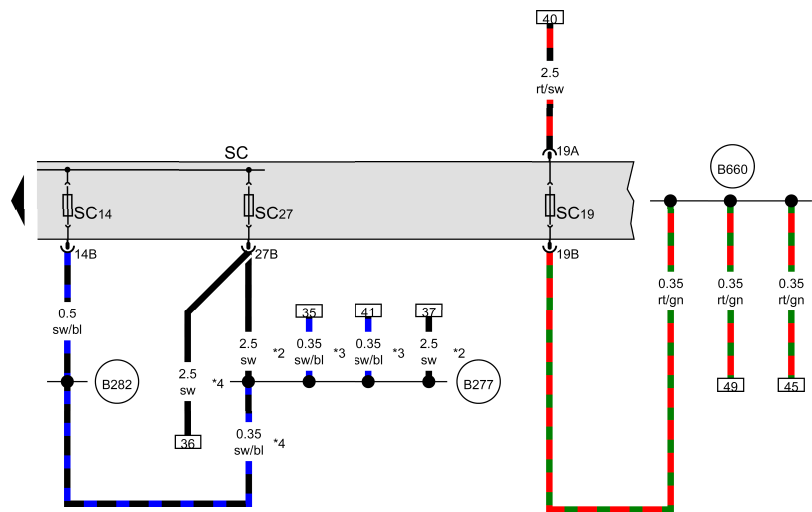 40
2.5
rt/sw
SC
19A
B660
SC14
SC27
SC19
14B
27B
19B
0.5
sw/bl
35
41
37
0.35
rt/gn
0.35
rt/gn
0.35
rt/gn
2.5
sw
*2
0.35
sw/bl
*3
0.35
sw/bl
*3
2.5
sw
*2
B282
2.5
sw
*4
B277
49
45
36
0.35
sw/bl
*4